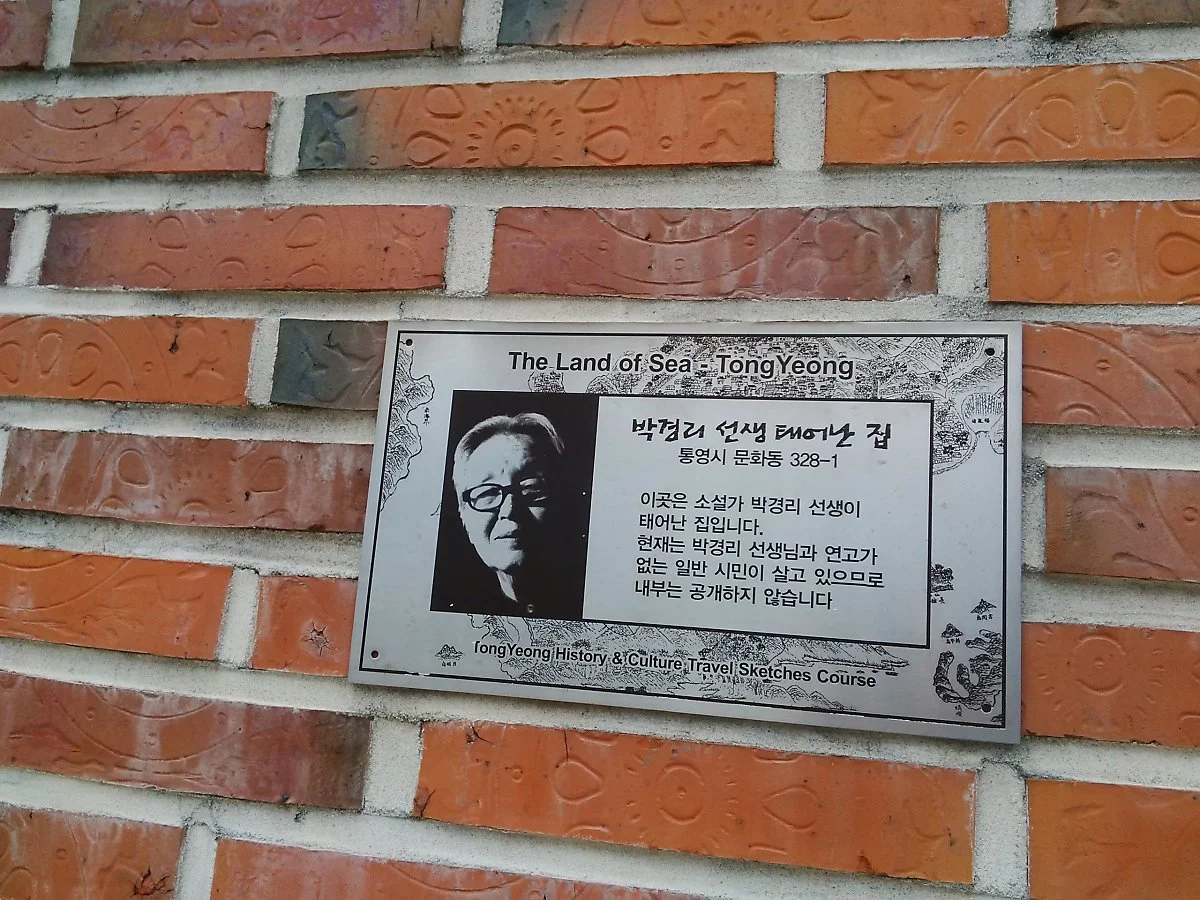 The Land of Sea - TongYeong
박경리 선생 태어난 집
통영시 문화동 328-1
이곳은 소설가 박경리 선생이
태어난 집입니다.
현재는 박경리 선생님과 연고가
없는 일반 시민이 살고 있으므로
내부는 공개하지 않습니다
TongYeong History & Culture Travel Sketches Course